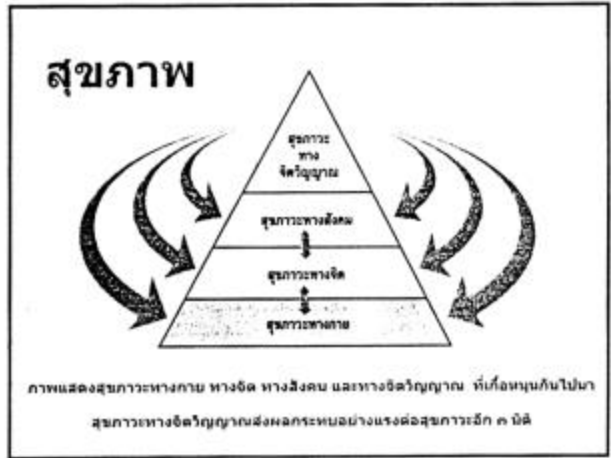 สุขภาพ
สุขภาวะ
ทาง
จิตวิญญาณ
สุขภาวะทางสังคม
สุขภาวะทางจิต
สุขภาวะทางกาย
ภาพแสดงสุขภาวะทางกาย ทางจิต ทางสังคม และทางจิตวิญญาณ ที่เกื้อหนุนกันไปมา
สุขภาวะทางจิตวิญญาณส่งผลกระทบอย่างแรงต่อสุขภาวะอีก ๓ มิติ